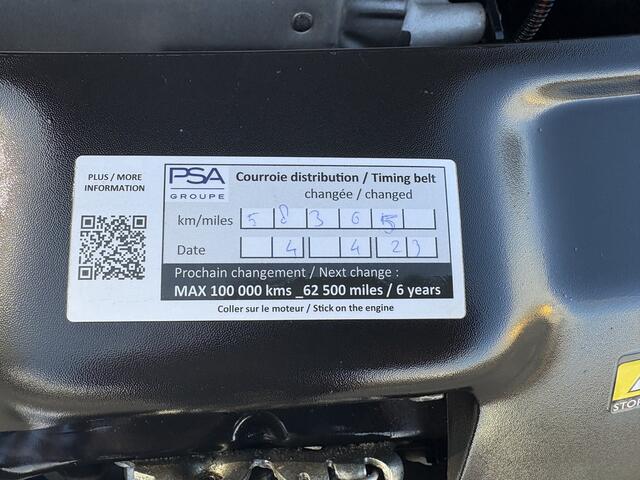 PLUS / MORE
INFORMATION
PSA
GROUPE
Courroie distribution / Timing belt
changée / changed
km/miles 5 8 3 6 5
Date 4 4 2 3
Prochain changement / Next change :
MAX 100 000 kms _62 500 miles / 6 years
Coller sur le moteur / Stick on the engine